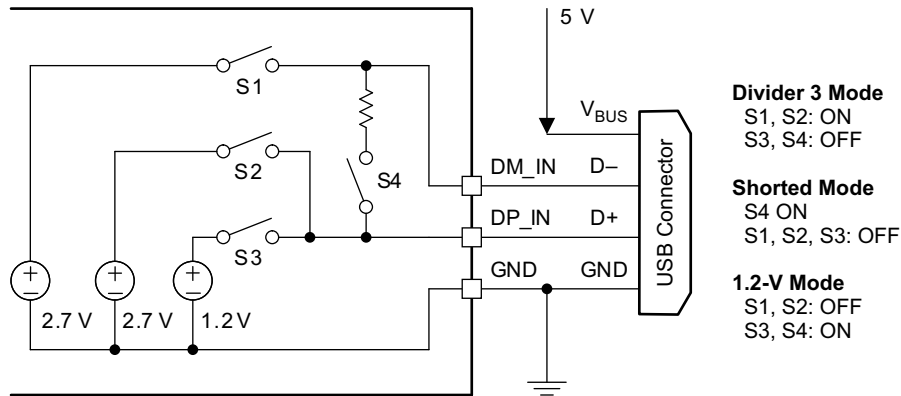 5 V
S1
V_BUS
S2
DM_IN
D–
S4
DP_IN
D+
S3
GND
GND
2.7 V
2.7 V
1.2 V
USB Connector
Divider 3 Mode
S1, S2: ON
S3, S4: OFF
Shorted Mode
S4 ON
S1, S2, S3: OFF
1.2-V Mode
S1, S2: OFF
S3, S4: ON